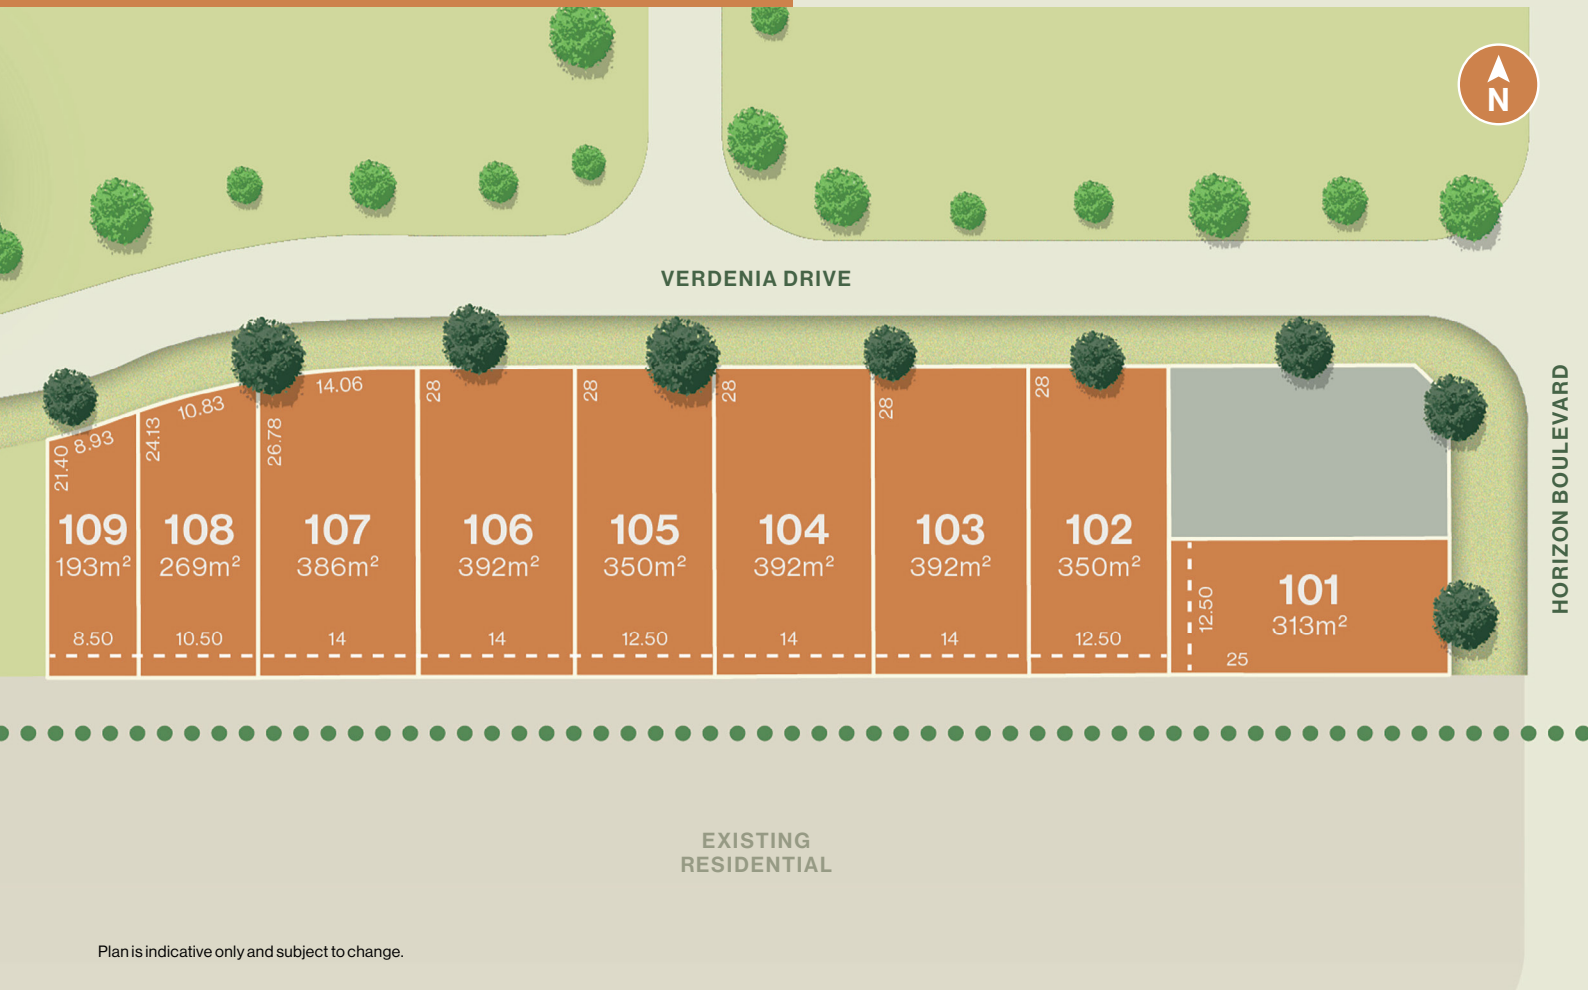 N
VERDENIA DRIVE
HORIZON BOULEVARD
21.40
8.93
109
193m²
8.50
24.13
10.83
108
269m²
10.50
26.78
14.06
107
386m²
14
28
106
392m²
14
28
105
350m²
12.50
28
104
392m²
14
28
103
392m²
14
28
102
350m²
12.50
12.50
101
313m²
25
EXISTING
RESIDENTIAL
Plan is indicative only and subject to change.